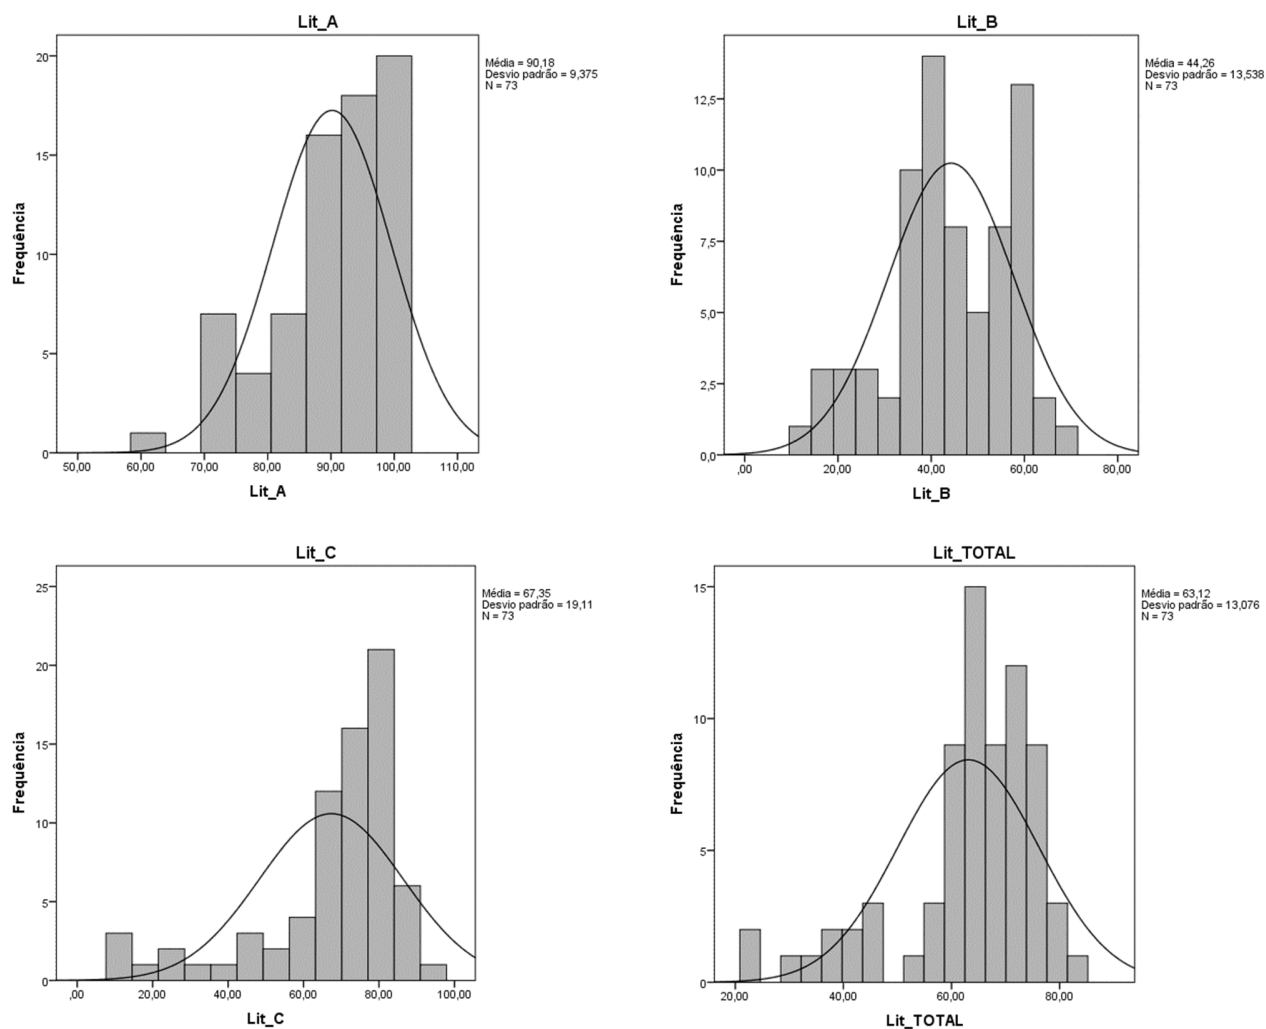 Lit_A
Média = 90,18
Desvio padrão = 9,375
N = 73
20
15
10
5
0
Frequência
50,00 60,00 70,00 80,00 90,00 100,00 110,00
Lit_A
Lit_B
Média = 44,26
Desvio padrão = 13,538
N = 73
12,5
10,0
7,5
5,0
2,5
0,0
Frequência
,00 20,00 40,00 60,00 80,00
Lit_B
Lit_C
Média = 67,35
Desvio padrão = 19,11
N = 73
25
20
15
10
5
0
Frequência
,00 20,00 40,00 60,00 80,00 100,00
Lit_C
Lit_TOTAL
Média = 63,12
Desvio padrão = 13,076
N = 73
15
10
5
0
Frequência
20,00 40,00 60,00 80,00
Lit_TOTAL